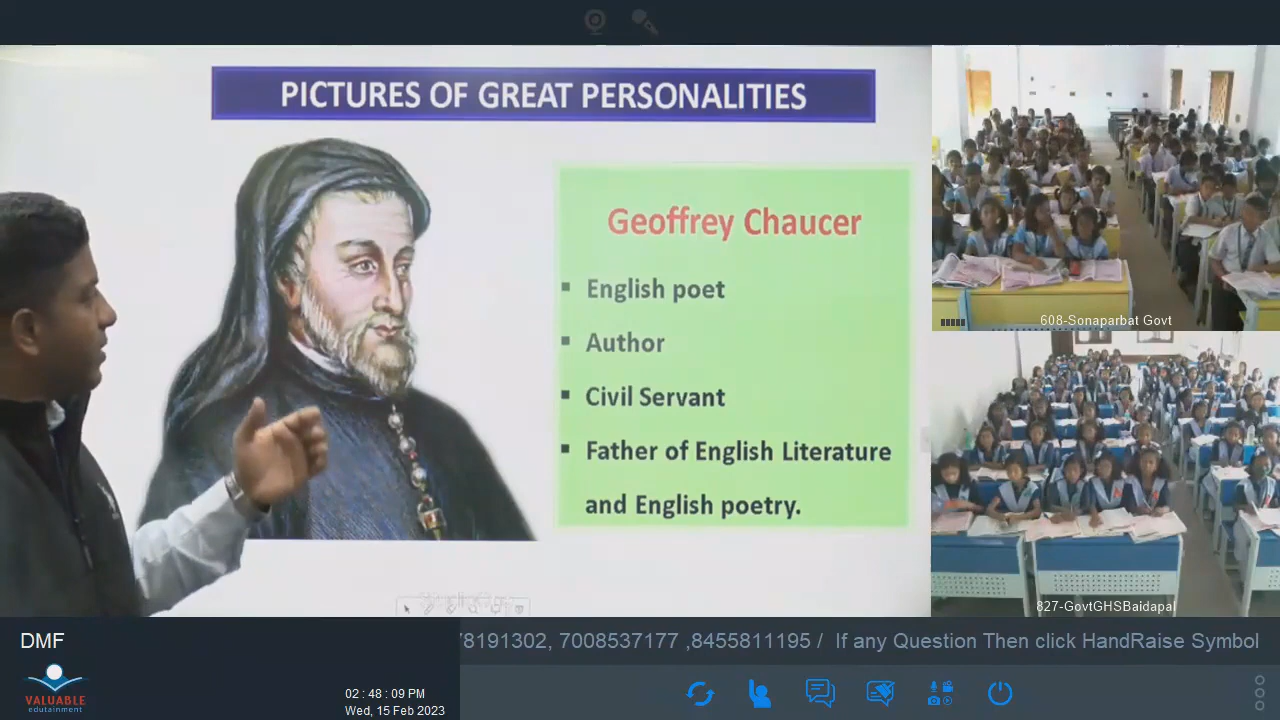 PICTURES OF GREAT PERSONALITIES
Geoffrey Chaucer
▪ English poet
▪ Author
▪ Civil Servant
▪ Father of English Literature
and English poetry.
608-Sonaparbat Govt
827-GovtGHSBaidapal
DMF
VALUABLE
edutainment
02 : 48 : 09 PM
Wed, 15 Feb 2023
78191302, 7008537177 ,8455811195 / If any Question Then click HandRaise Symbol